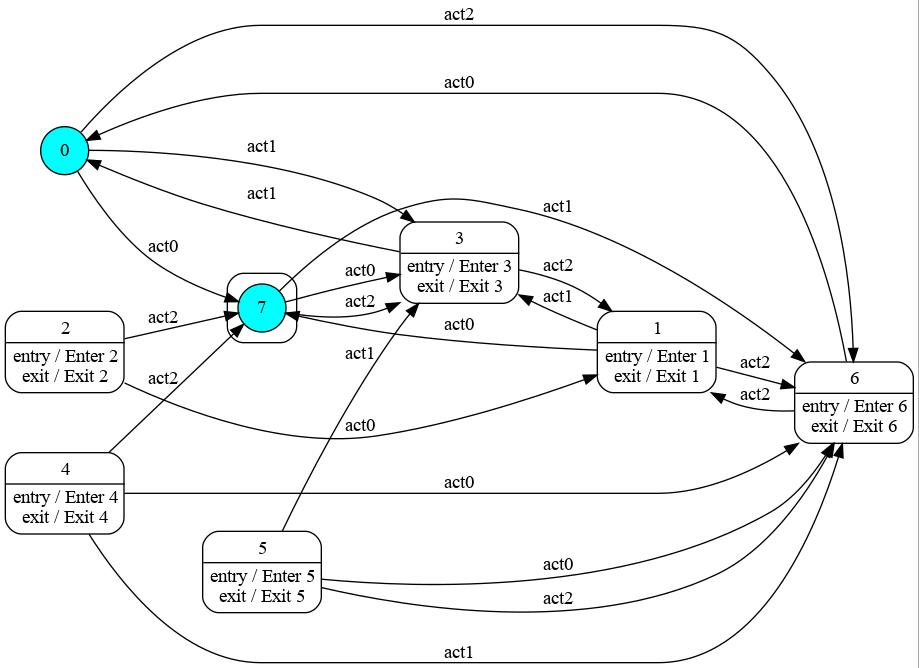 act2
act0
0
act1
act1
act1
act0
3
entry / Enter 3
exit / Exit 3
act0
act2
7
act2
act1
2
entry / Enter 2
exit / Exit 2
act2
act0
1
entry / Enter 1
exit / Exit 1
act1
act2
act2
6
entry / Enter 6
exit / Exit 6
act2
act0
4
entry / Enter 4
exit / Exit 4
act0
5
entry / Enter 5
exit / Exit 5
act0
act2
act1